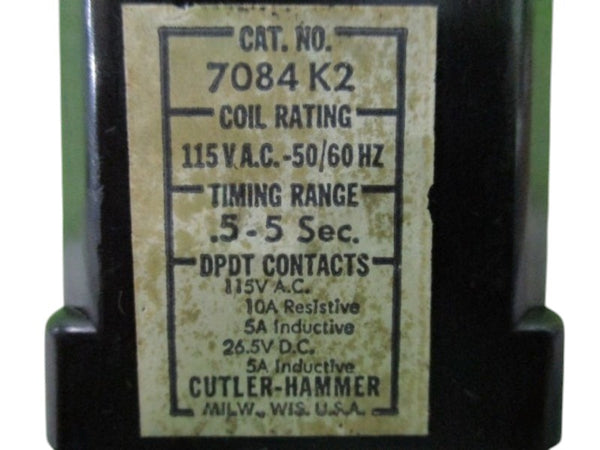 CAT. NO.
7084 K2
COIL RATING
115 V.A.C.-50/60 HZ
TIMING RANGE
.5-5 Sec.
DPDT CONTACTS
115V A.C.
10A Resistive
5A Inductive
26.5V D.C.
5A Inductive
CUTLER-HAMMER
MILW., WIS. U.S.A.